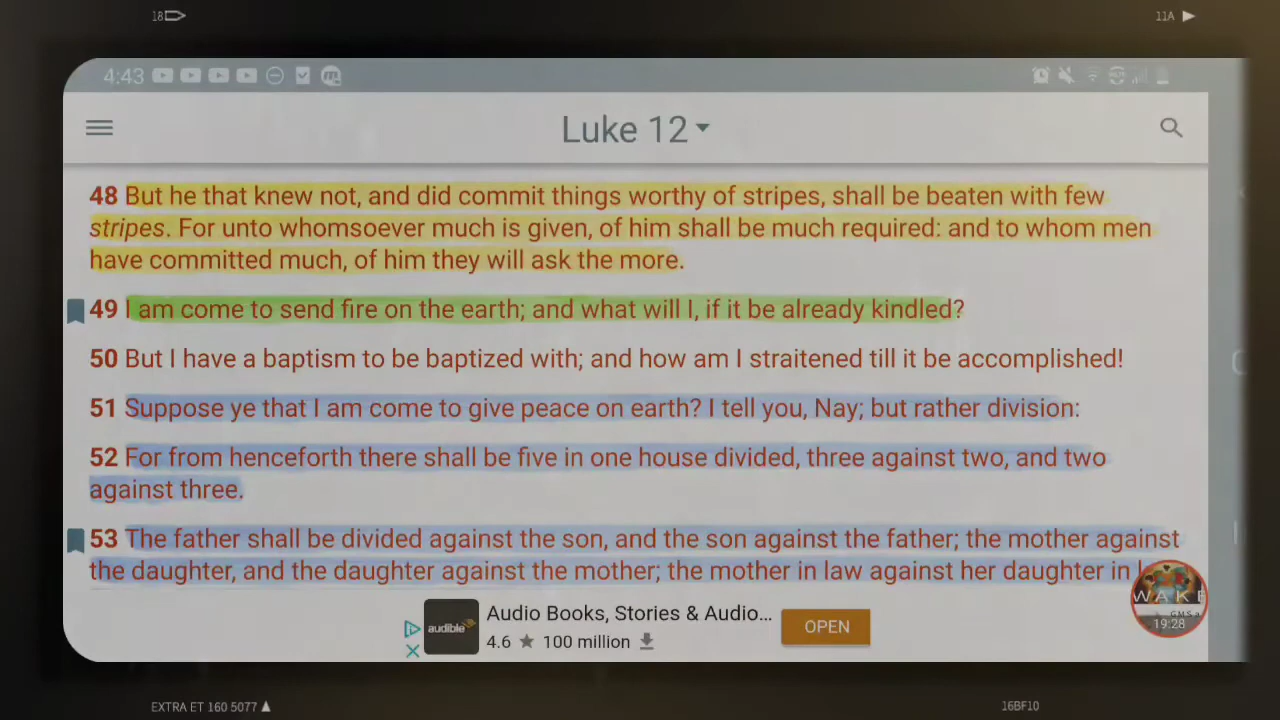 18
11A
4:43
Luke 12
48 But he that knew not, and did commit things worthy of stripes, shall be beaten with few
stripes. For unto whomsoever much is given, of him shall be much required: and to whom men
have committed much, of him they will ask the more.
49 I am come to send fire on the earth; and what will I, if it be already kindled?
50 But I have a baptism to be baptized with; and how am I straitened till it be accomplished!
51 Suppose ye that I am come to give peace on earth? I tell you, Nay; but rather division:
52 For from henceforth there shall be five in one house divided, three against two, and two
against three.
53 The father shall be divided against the son, and the son against the father; the mother against
the daughter, and the daughter against the mother; the mother in law against her daughter in
WAKE
GMS
19:28
audible
Audio Books, Stories & Audio...
4.6 ★ 100 million
OPEN
EXTRA ET 160 5077
16BF10